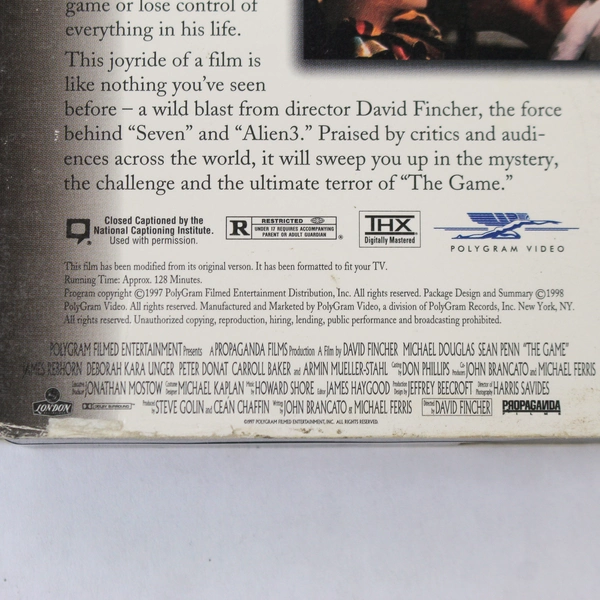 game or lose control of
everything in his life.
This joyride of a film is
like nothing you've seen
before – a wild blast from director David Fincher, the force
behind “Seven” and “Alien3.” Praised by critics and audi-
ences across the world, it will sweep you up in the mystery,
the challenge and the ultimate terror of “The Game.”
Closed Captioned by the
National Captioning Institute.
Used with permission.
R RESTRICTED
UNDER 17 REQUIRES ACCOMPANYING
PARENT OR ADULT GUARDIAN
THX
Digitally Mastered
POLYGRAM VIDEO
This film has been modified from its original verson. It has been formatted to fit your TV.
Running Time: Approx. 128 Minutes.
Program copyright ©1997 PolyGram Filmed Entertainment Distribution, Inc. All rights reserved. Package Design and Summary ©1998
PolyGram Video. All rights reserved. Manufactured and Marketed by PolyGram Video, a division of PolyGram Records, Inc. New York, NY.
All rights reserved. Unauthorized copying, reproduction, hiring, lending, public performance and broadcasting prohibited.
POLYGRAM FILMED ENTERTAINMENT Presents A PROPAGANDA FILMS Production A Film by DAVID FINCHER MICHAEL DOUGLAS SEAN PENN “THE GAME”
JAMES REBHORN DEBORAH KARA UNGER PETER DONAT CARROLL BAKER and ARMIN MUELLER-STAHL Casting By DON PHILLIPS Co-Producers JOHN BRANCATO and MICHAEL FERRIS
Executive Producer JONATHAN MOSTOW Costume Designer MICHAEL KAPLAN Music By HOWARD SHORE Editor JAMES HAYGOOD Production Design By JEFFREY BEECROFT Director of Photography HARRIS SAVIDES
LONDON DOLBY SURROUND Produced By STEVE GOLIN and CEÁN CHAFFIN Written By JOHN BRANCATO & MICHAEL FERRIS Directed By DAVID FINCHER PROPAGANDA FILMS
©1997 POLYGRAM FILMED ENTERTAINMENT, INC. ALL RIGHTS RESERVED.